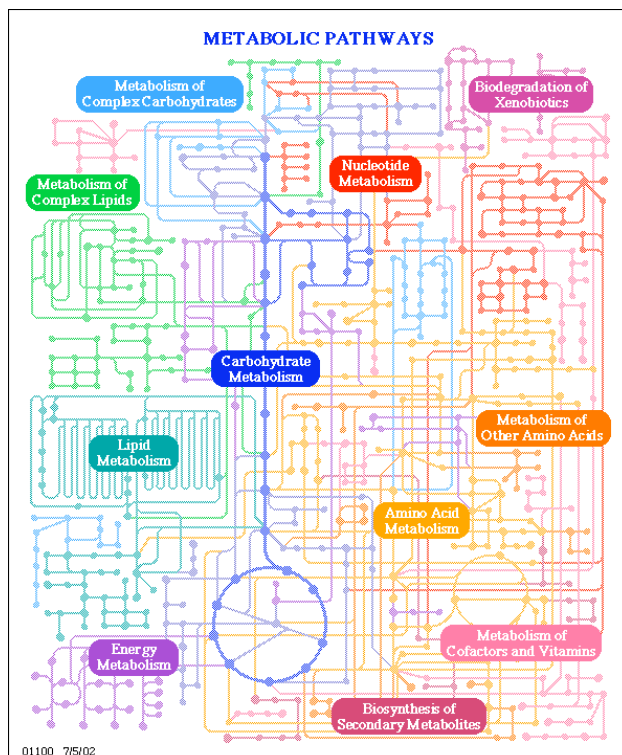 METABOLIC PATHWAYS
Metabolism of
Complex Carbohydrates
Biodegradation of
Xenobiotics
Nucleotide
Metabolism
Metabolism of
Complex Lipids
Carbohydrate
Metabolism
Metabolism of
Other Amino Acids
Lipid
Metabolism
Amino Acid
Metabolism
Energy
Metabolism
Metabolism of
Cofactors and Vitamins
Biosynthesis of
Secondary Metabolites
01100 7/5/02